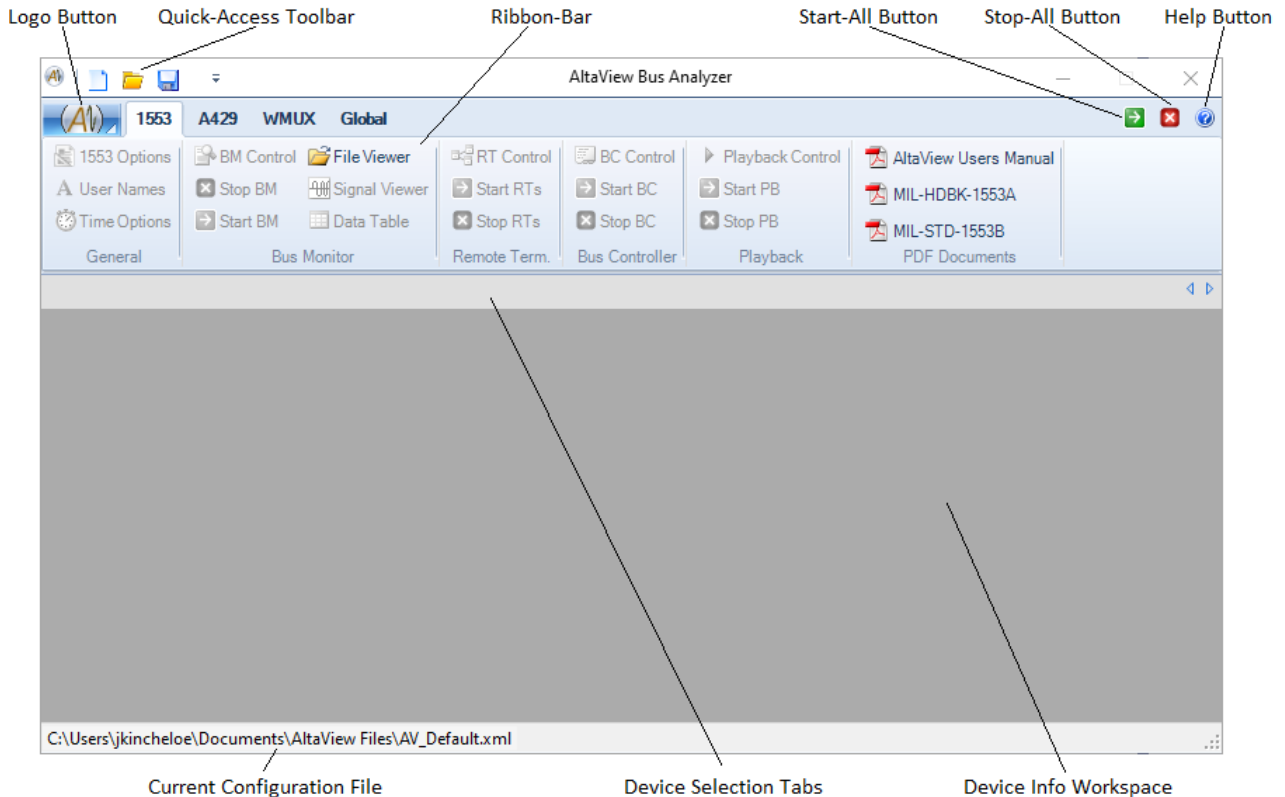 Logo Button Quick-Access Toolbar Ribbon-Bar Start-All Button Stop-All Button Help Button
AltaView Bus Analyzer
1553 A429 WMUX Global
1553 Options BM Control File Viewer RT Control BC Control Playback Control AltaView Users Manual
User Names Stop BM Signal Viewer Start RTs Start BC Start PB MIL-HDBK-1553A
Time Options Start BM Data Table Stop RTs Stop BC Stop PB MIL-STD-1553B
General Bus Monitor Remote Term. Bus Controller Playback PDF Documents
C:\Users\jkincheloe\Documents\AltaView Files\AV_Default.xml
Current Configuration File Device Selection Tabs Device Info Workspace